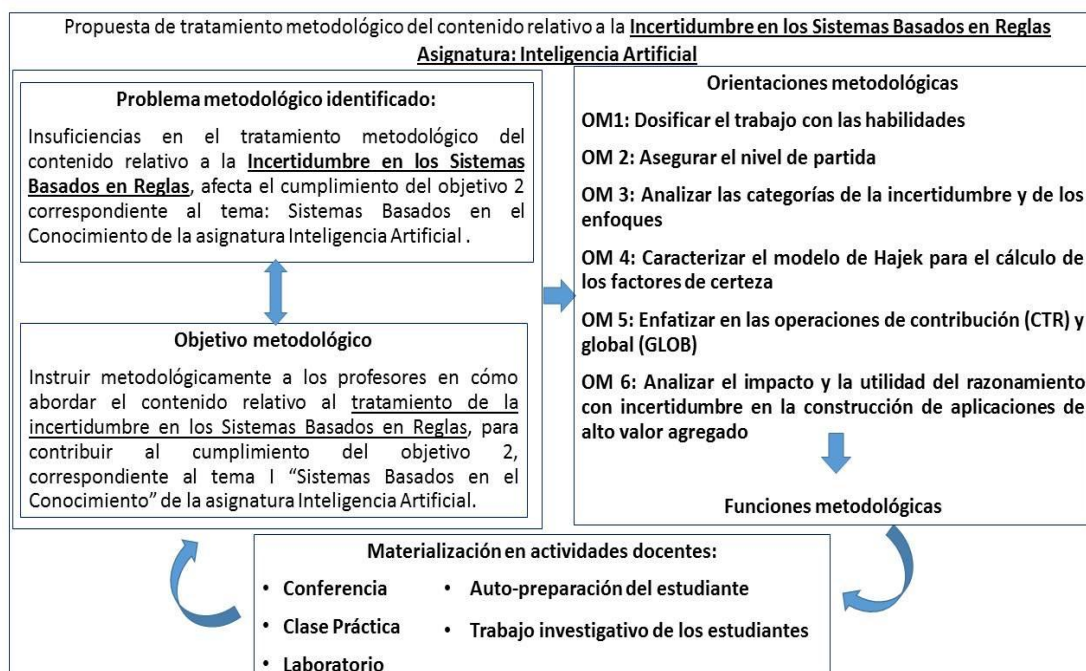 Propuesta de tratamiento metodológico del contenido relativo a la Incertidumbre en los Sistemas Basados en Reglas
Asignatura: Inteligencia Artificial
Problema metodológico identificado:
Insuficiencias en el tratamiento metodológico del
contenido relativo a la Incertidumbre en los Sistemas
Basados en Reglas, afecta el cumplimiento del objetivo 2
correspondiente al tema: Sistemas Basados en el
Conocimiento de la asignatura Inteligencia Artificial .
Objetivo metodológico
Instruir metodológicamente a los profesores en cómo
abordar el contenido relativo al tratamiento de la
incertidumbre en los Sistemas Basados en Reglas, para
contribuir al cumplimiento del objetivo 2,
correspondiente al tema I “Sistemas Basados en el
Conocimiento” de la asignatura Inteligencia Artificial.
Orientaciones metodológicas
OM1: Dosificar el trabajo con las habilidades
OM 2: Asegurar el nivel de partida
OM 3: Analizar las categorías de la incertidumbre y de los
enfoques
OM 4: Caracterizar el modelo de Hajek para el cálculo de
los factores de certeza
OM 5: Enfatizar en las operaciones de contribución (CTR) y
global (GLOB)
OM 6: Analizar el impacto y la utilidad del razonamiento
con incertidumbre en la construcción de aplicaciones de
alto valor agregado
Funciones metodológicas
Materialización en actividades docentes:
• Conferencia
• Clase Práctica
• Laboratorio
• Auto-preparación del estudiante
• Trabajo investigativo de los estudiantes